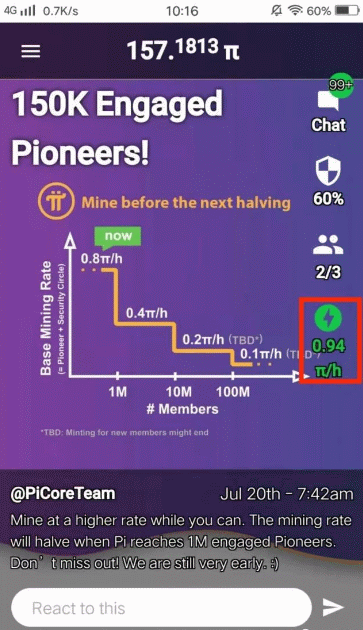 4G 0.7K/s 10:16 60%
157.1813 π
150K Engaged
Pioneers!
99+
Chat
60%
2/3
0.94
π/h
Mine before the next halving
now
0.8π/h
0.4π/h
0.2π/h (TBD*)
0.1π/h (TBD*)
Base Mining Rate
(= Pioneer + Security Circle)
1M 10M 100M
# Members
*TBD: Minting for new members might end
@PiCoreTeam Jul 20th - 7:42am
Mine at a higher rate while you can. The mining rate
will halve when Pi reaches 1M engaged Pioneers.
Don't miss out! We are still very early. :)
React to this